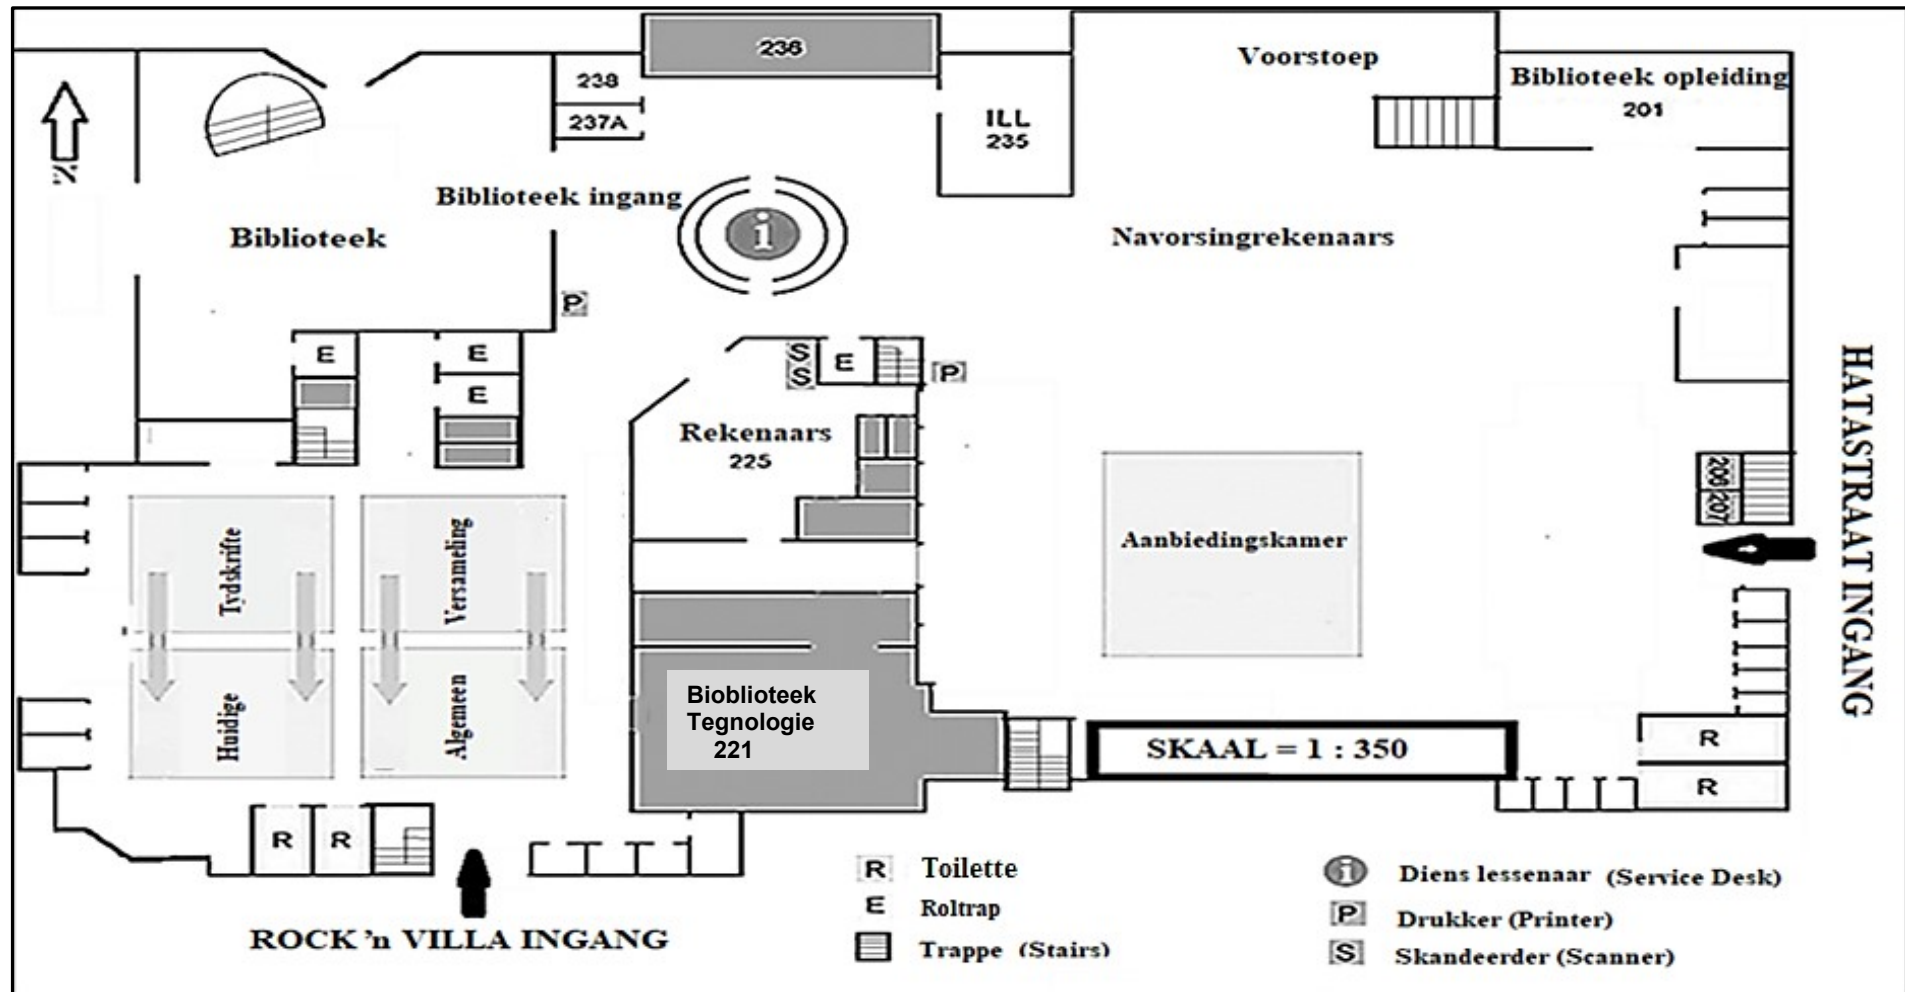 236
Voorstoep
Biblioteek opleiding
201
238
237A
ILL
235
Biblioteek ingang
i
Biblioteek
Navorsingrekenaars
P
E
E
E
S
S
E
P
Rekenaars
225
206
207
HATASTRAAT INGANG
Tydskrifte
Versameling
Aanbiedingskamer
Huidige
Algemeen
Bioblioteek
Tegnologie
221
SKAAL = 1 : 350
R
R
R
R
ROCK 'n VILLA INGANG
R Toilette
E Roltrap
Trappe (Stairs)
i Diens lessenaar (Service Desk)
P Drukker (Printer)
S Skandeerder (Scanner)